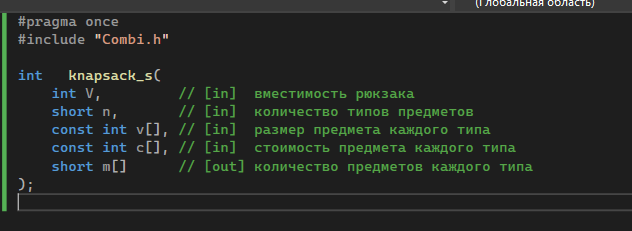 (Глобальная область)
#pragma once
#include "Combi.h"
int   knapsack_s(
    int V,         // [in]  вместимость рюкзака
    short n,       // [in]  количество типов предметов
    const int v[], // [in]  размер предмета каждого типа
    const int c[], // [in]  стоимость предмета каждого типа
    short m[]      // [out] количество предметов каждого типа
);